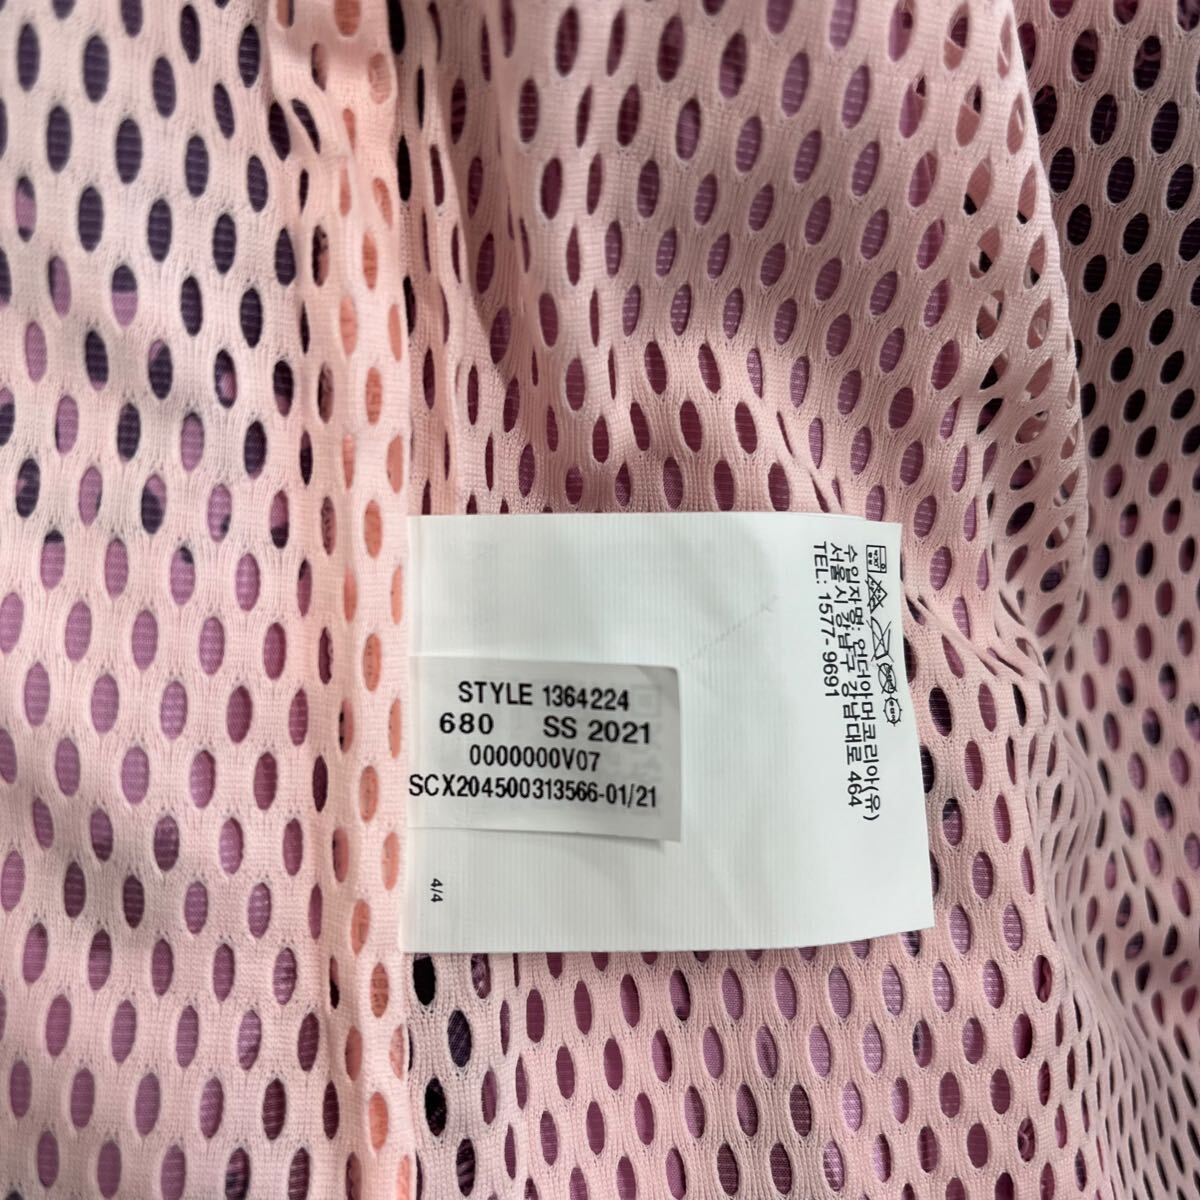 STYLE 1364224
680 SS 2021
0000000V07
SCX204500313566-01/21
4/4
수입자명: 언더아머코리아(유)
서울시 강남구 강남대로 464
TEL: 1577-9691